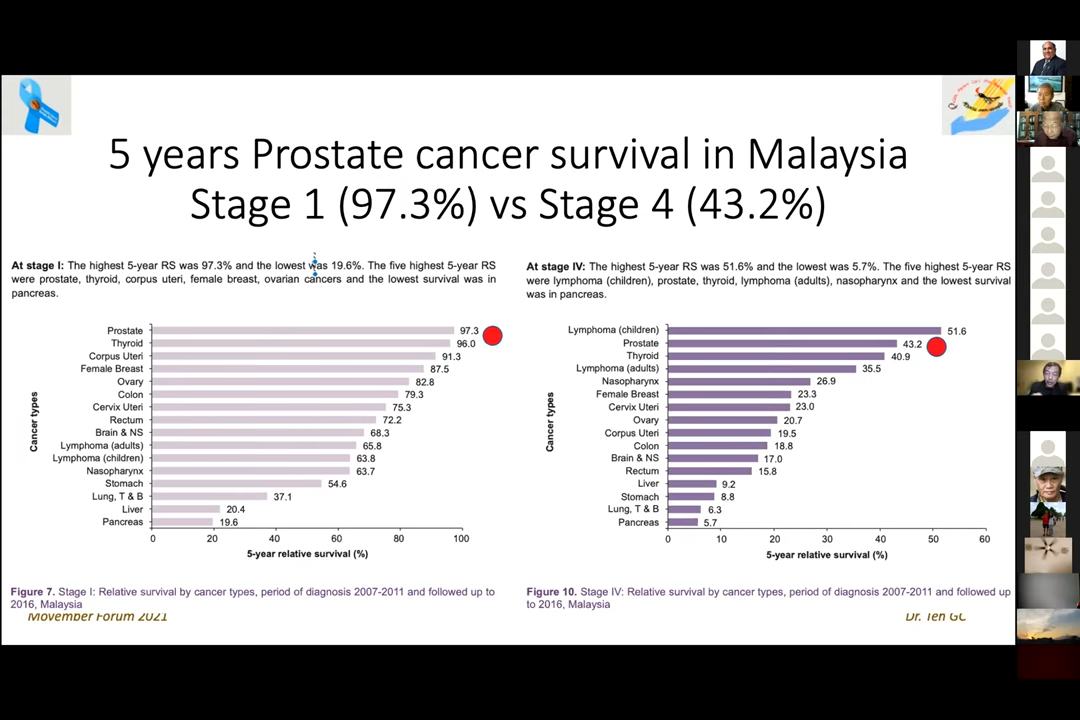 5 years Prostate cancer survival in Malaysia
Stage 1 (97.3%) vs Stage 4 (43.2%)
At stage I: The highest 5-year RS was 97.3% and the lowest was 19.6%. The five highest 5-year RS
were prostate, thyroid, corpus uteri, female breast, ovarian cancers and the lowest survival was in
pancreas.
Cancer types
Prostate 97.3
Thyroid 96.0
Corpus Uteri 91.3
Female Breast 87.5
Ovary 82.8
Colon 79.3
Cervix Uteri 75.3
Rectum 72.2
Brain & NS 68.3
Lymphoma (adults) 65.8
Lymphoma (children) 63.8
Nasopharynx 63.7
Stomach 54.6
Lung, T & B 37.1
Liver 20.4
Pancreas 19.6
0 20 40 60 80 100
5-year relative survival (%)
Figure 7. Stage I: Relative survival by cancer types, period of diagnosis 2007-2011 and followed up to
2016, Malaysia
At stage IV: The highest 5-year RS was 51.6% and the lowest was 5.7%. The five highest 5-year RS
were lymphoma (children), prostate, thyroid, lymphoma (adults), nasopharynx and the lowest survival
was in pancreas.
Cancer types
Lymphoma (children) 51.6
Prostate 43.2
Thyroid 40.9
Lymphoma (adults) 35.5
Nasopharynx 26.9
Female Breast 23.3
Cervix Uteri 23.0
Ovary 20.7
Corpus Uteri 19.5
Colon 18.8
Brain & NS 17.0
Rectum 15.8
Liver 9.2
Stomach 8.8
Lung, T & B 6.3
Pancreas 5.7
0 10 20 30 40 50 60
5-year relative survival (%)
Figure 10. Stage IV: Relative survival by cancer types, period of diagnosis 2007-2011 and followed up
to 2016, Malaysia
Movember Forum 2021
Dr. Teh GC